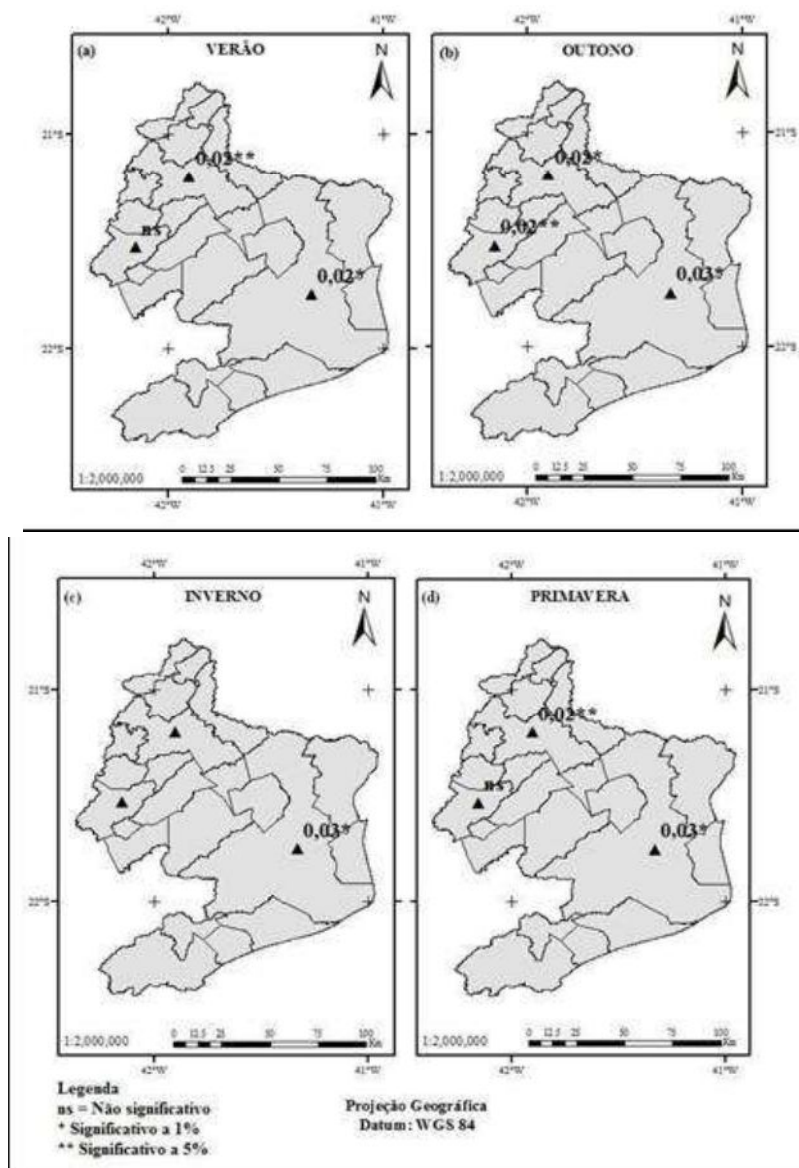 42°W 41°W 42°W 41°W
(a) VERÃO N
(b) OUTONO N
21°S 21°S
0,02** 0,02*
ns 0,02**
0,02* 0,03*
22°S 22°S
0 12.5 25 50 75 100
Km
1:2,000,000
0 12.5 25 50 75 100
Km
1:2,000,000
42°W 41°W 42°W 41°W
42°W 41°W 42°W 41°W
(c) INVERNO N
(d) PRIMAVERA N
21°S 21°S
0,02**
ns
0,03* 0,03*
22°S 22°S
0 12.5 25 50 75 100
Km
1:2,000,000
0 12.5 25 50 75 100
Km
1:2,000,000
42°W 41°W 42°W 41°W
Legenda
ns = Não significativo
* Significativo a 1%
** Significativo a 5%
Projeção Geográfica
Datum: WGS 84